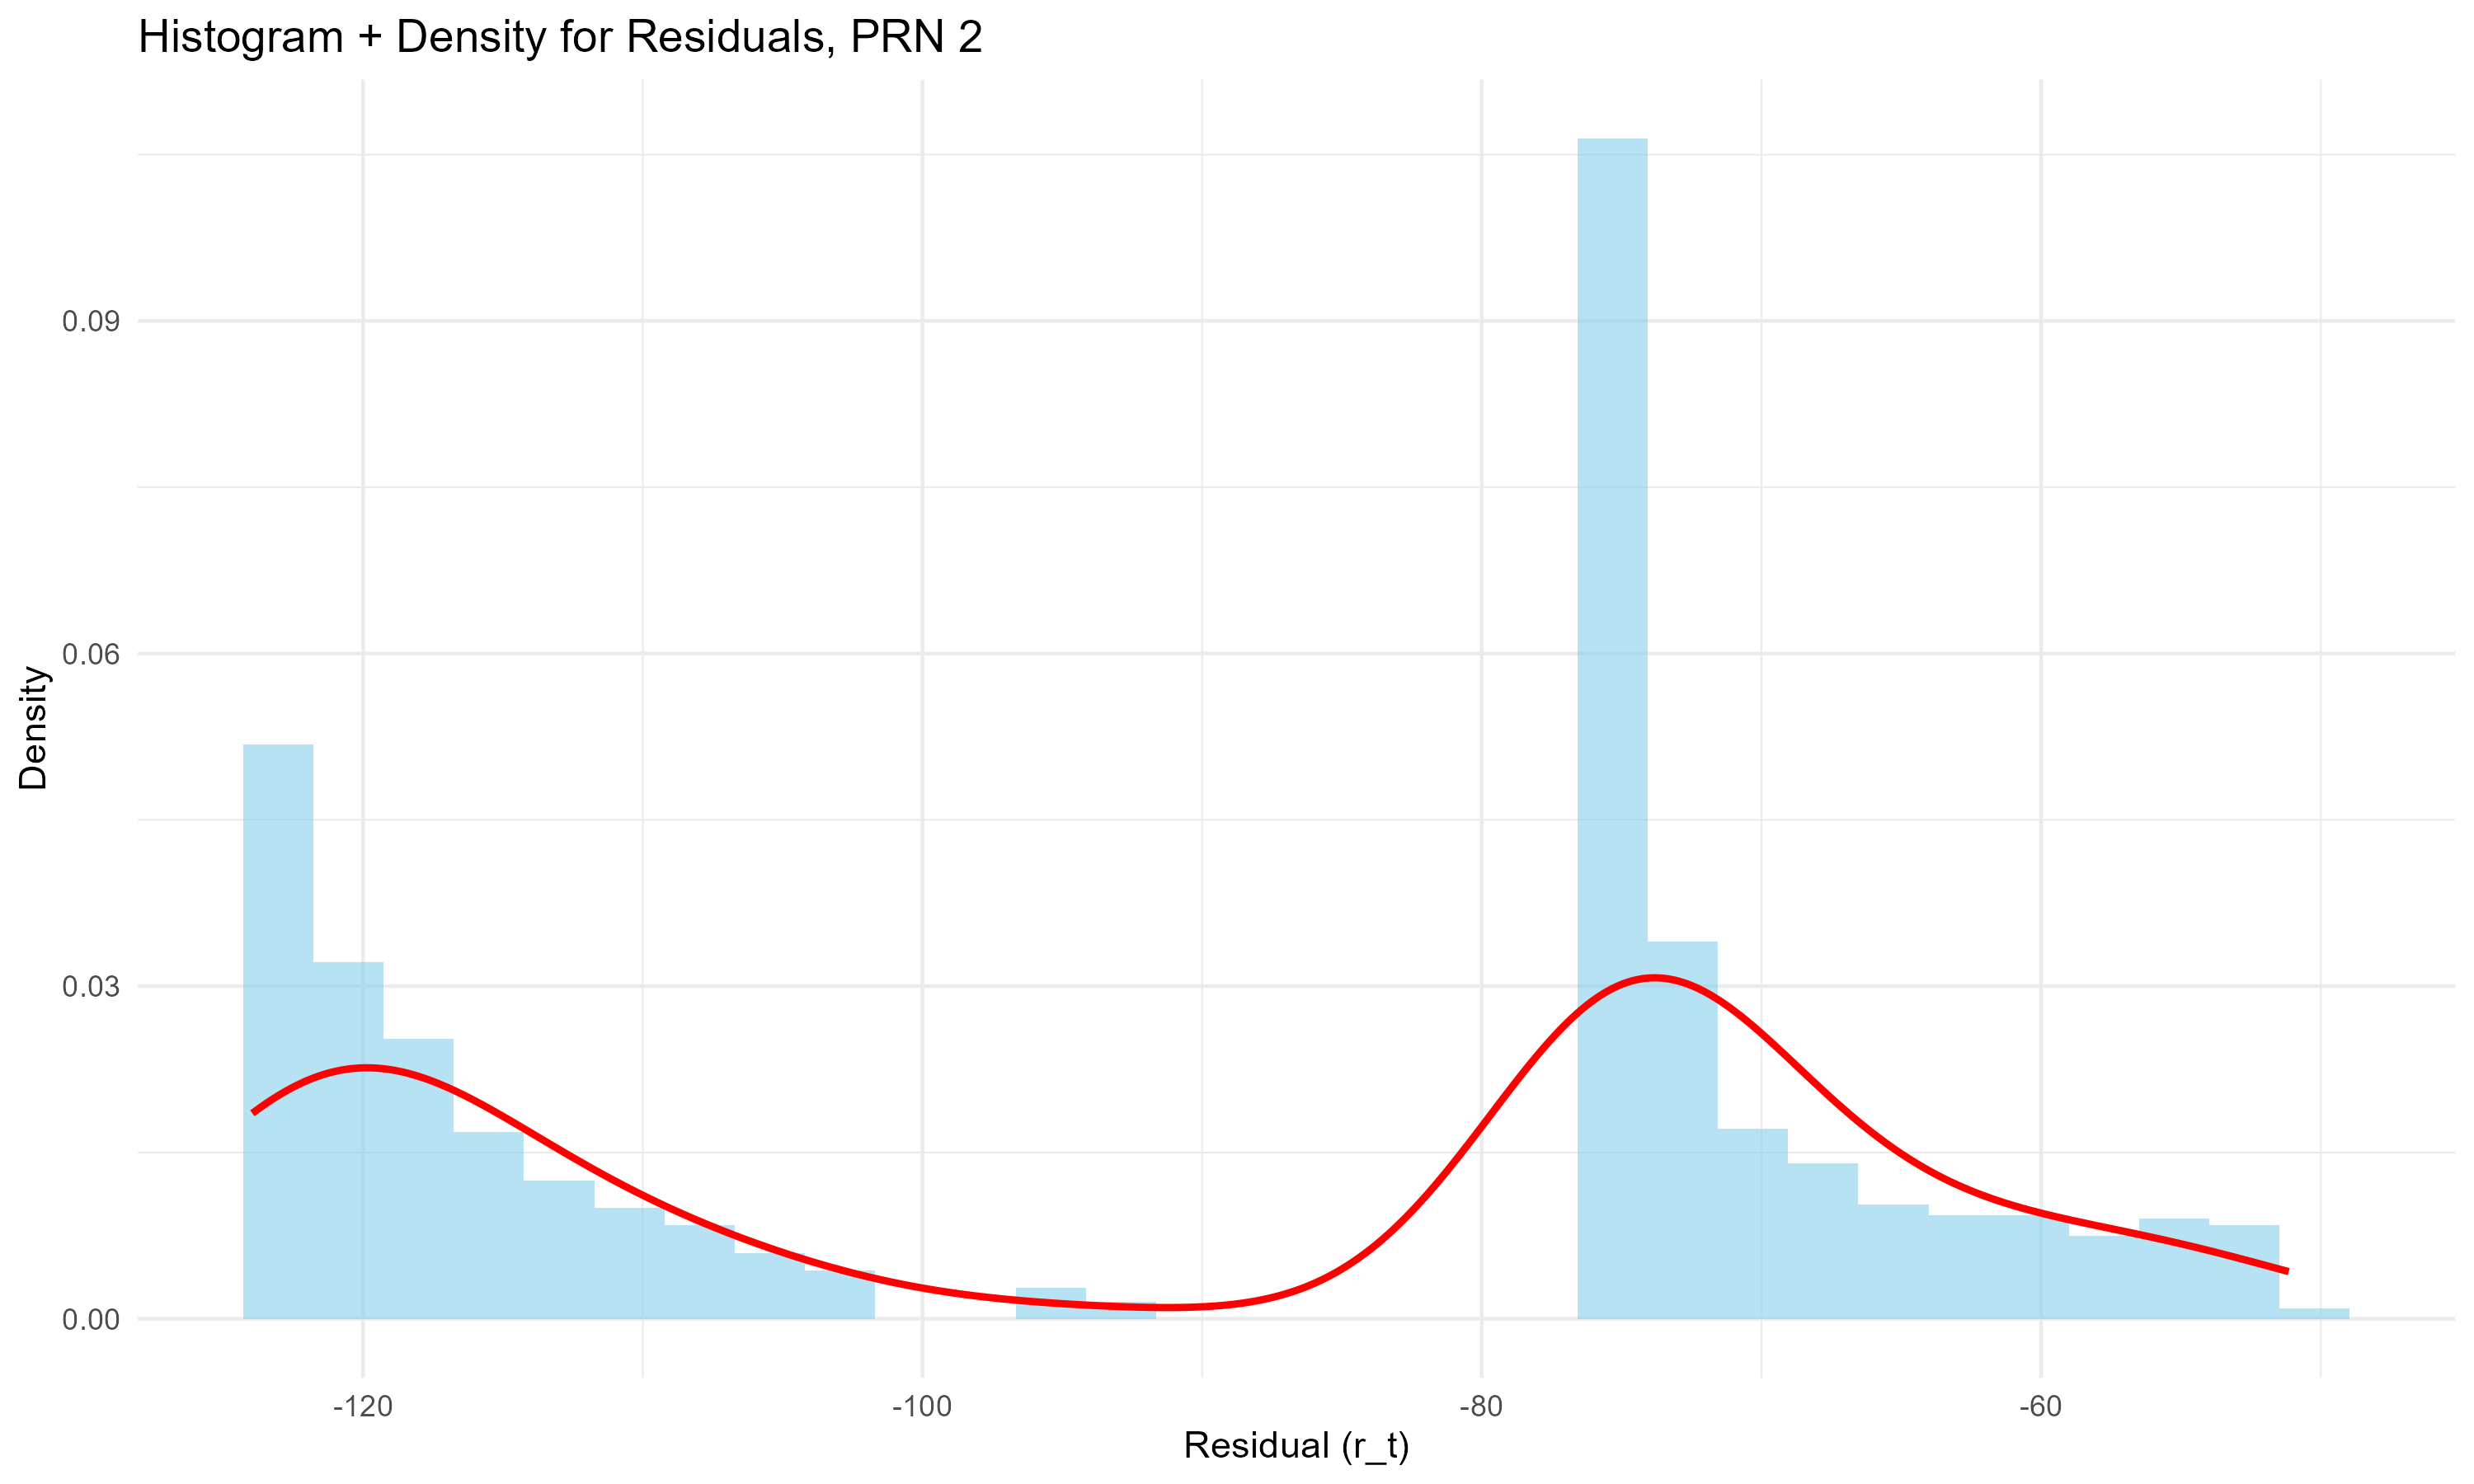 Histogram + Density for Residuals, PRN 2
Density
0.09
0.06
0.03
0.00
-120 -100 -80 -60
Residual (r_t)